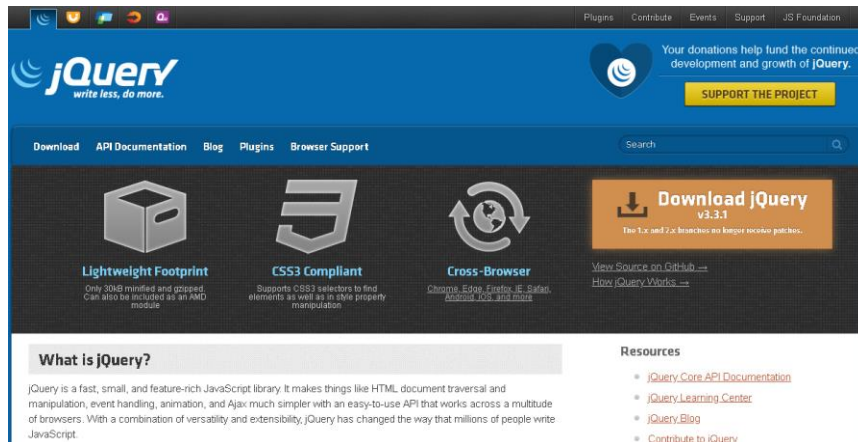 Plugins Contribute Events Support JS Foundation
jQuery
write less, do more.
Your donations help fund the continued
development and growth of jQuery.
SUPPORT THE PROJECT
Download API Documentation Blog Plugins Browser Support
Search
Lightweight Footprint
Only 30kB minified and gzipped.
Can also be included as an AMD
module
CSS3 Compliant
Supports CSS3 selectors to find
elements as well as in style property
manipulation
Cross-Browser
Chrome, Edge, Firefox, IE, Safari,
Android, iOS, and more
Download jQuery
v3.3.1
The 1.x and 2.x branches no longer receive patches.
View Source on GitHub →
How jQuery Works →
What is jQuery?
jQuery is a fast, small, and feature-rich JavaScript library. It makes things like HTML document traversal and
manipulation, event handling, animation, and Ajax much simpler with an easy-to-use API that works across a multitude
of browsers. With a combination of versatility and extensibility, jQuery has changed the way that millions of people write
JavaScript.
Resources
jQuery Core API Documentation
jQuery Learning Center
jQuery Blog
Contribute to jQuery